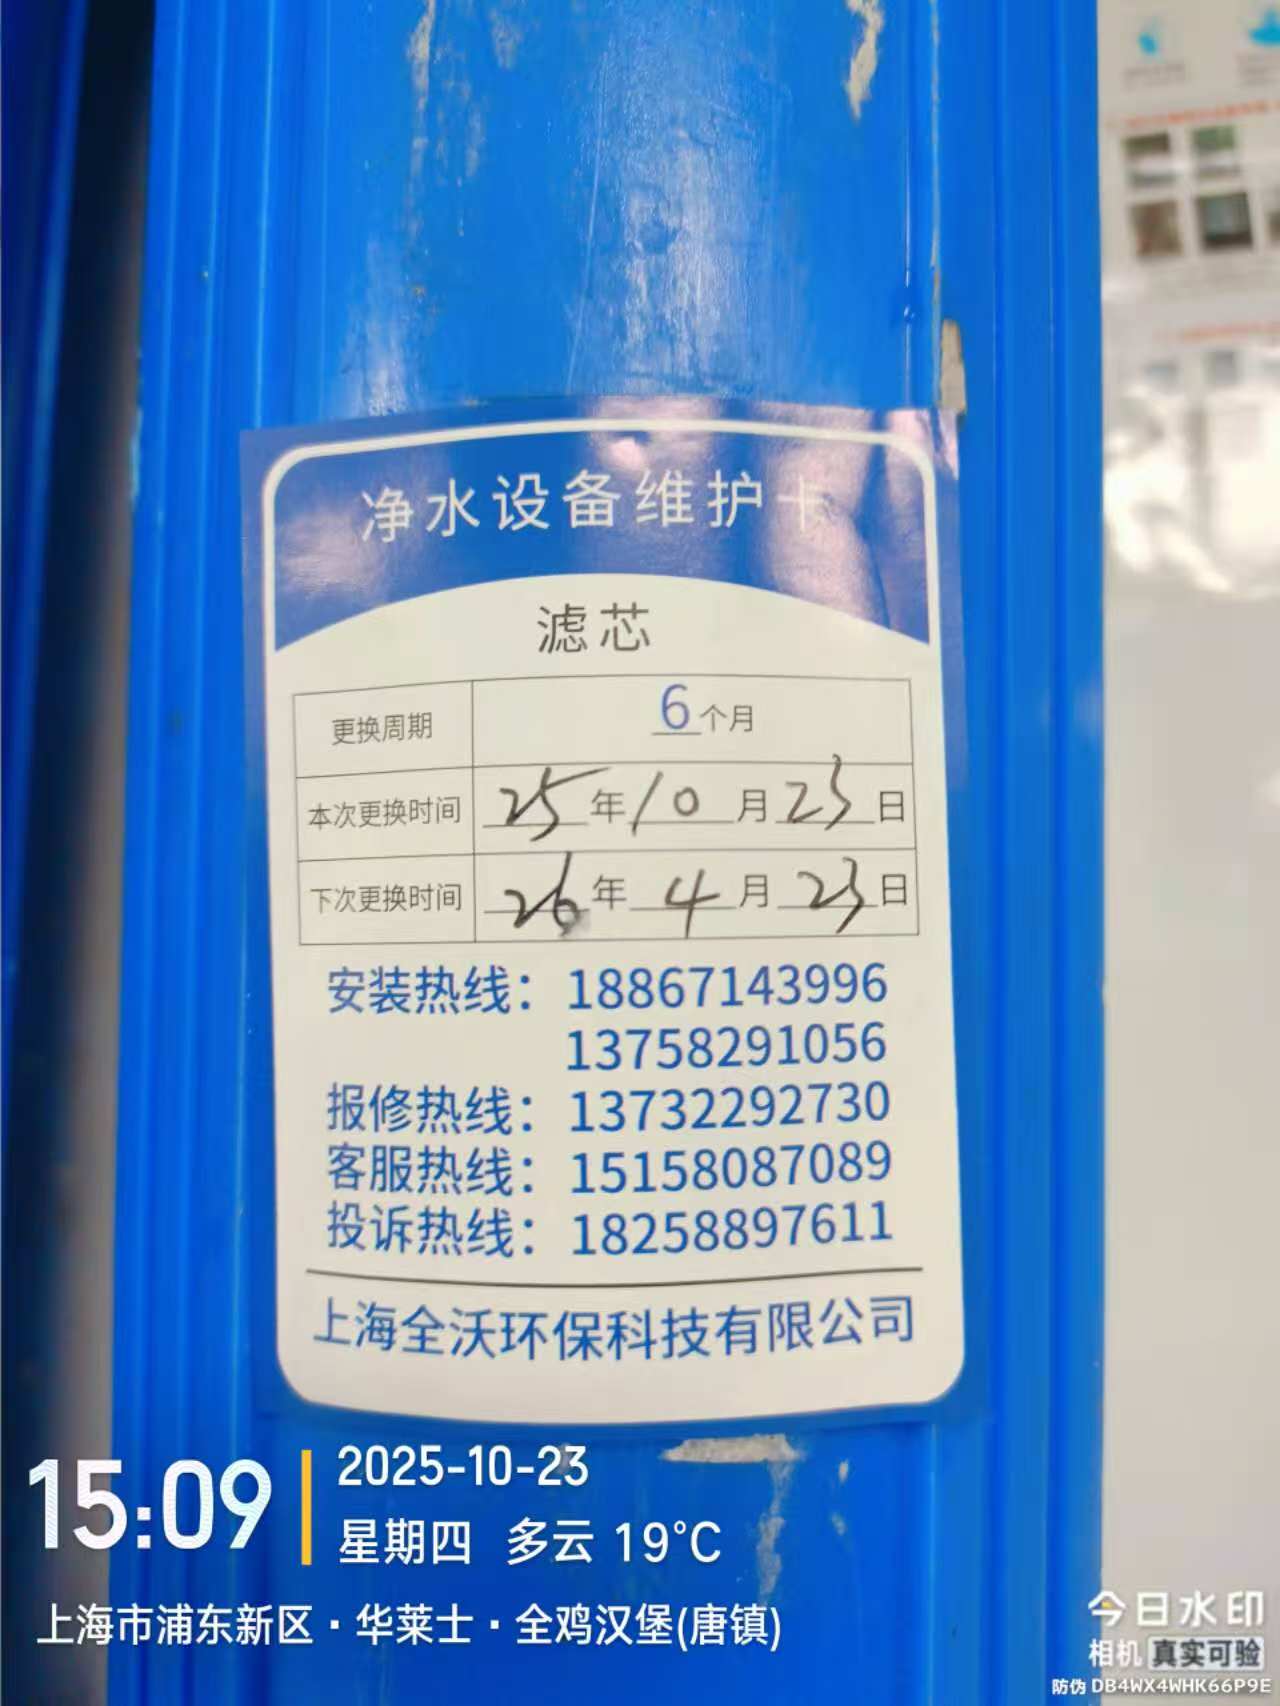 净水设备维护卡
滤芯
更换周期 6个月
本次更换时间 25年10月23日
下次更换时间 26年4月23日
安装热线：18867143996
13758291056
报修热线：13732292730
客服热线：15158087089
投诉热线：18258897611
上海全沃环保科技有限公司
15:09
2025-10-23
星期四 多云 19℃
上海市浦东新区·华莱士·全鸡汉堡(唐镇)
今日水印
相机 真实可验
防伪 DB4WX4WHK66P9E